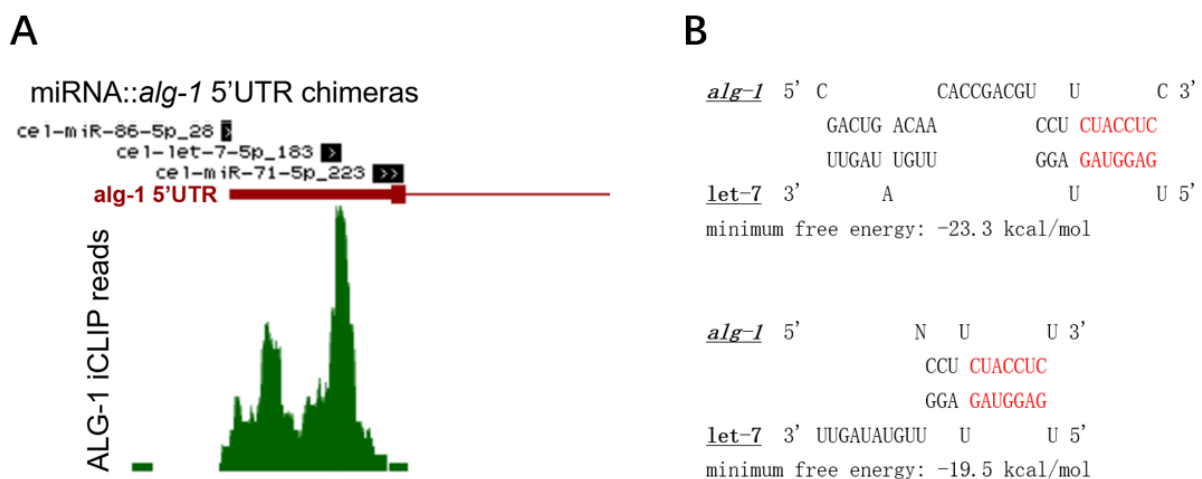 A
miRNA::alg-1 5'UTR chimeras
cel-miR-86-5p_28
cel-let-7-5p_183
cel-miR-71-5p_223
alg-1 5'UTR
ALG-1 iCLIP reads
B
alg-1 5' C CACCGACGU U C 3'
GACUG ACAA CCU CUACCUC
UUGAU UGUU GGA GAUGGAG
let-7 3' A U U 5'
minimum free energy: -23.3 kcal/mol
alg-1 5' N U U 3'
CCU CUACCUC
GGA GAUGGAG
let-7 3' UUGAUAUGUU U U 5'
minimum free energy: -19.5 kcal/mol